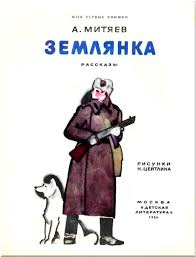 МОИ ПЕРВЫЕ КНИЖКИ
А. МИТЯЕВ
ЗЕМЛЯНКА
РАССКАЗЫ
РИСУНКИ
Н. ЦЕЙТЛИНА
МОСКВА
«ДЕТСКАЯ
ЛИТЕРАТУРА»